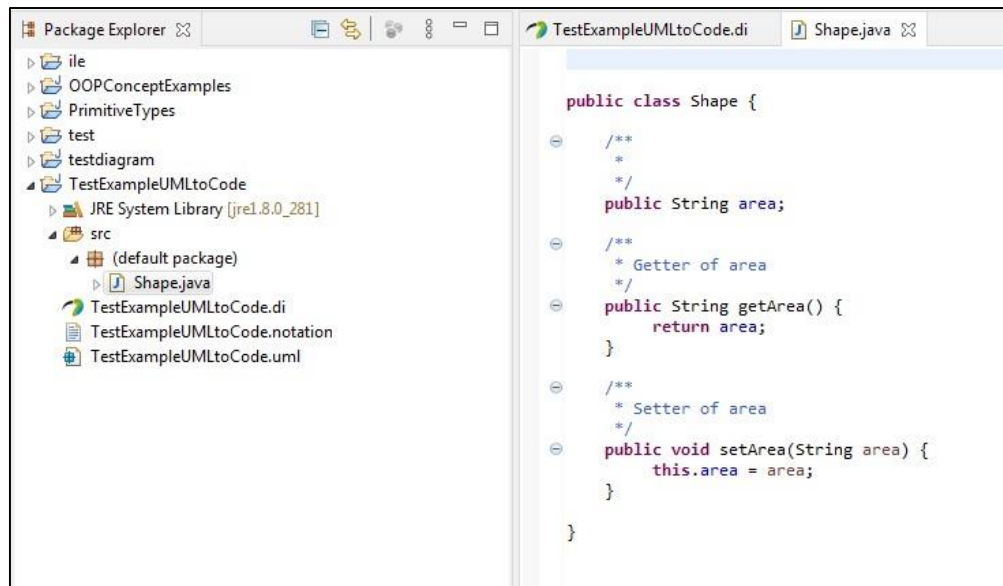 Package Explorer
ile
OOPConceptExamples
PrimitiveTypes
test
testdiagram
TestExampleUMLtoCode
JRE System Library [jre1.8.0_281]
src
(default package)
Shape.java
TestExampleUMLtoCode.di
TestExampleUMLtoCode.notation
TestExampleUMLtoCode.uml
TestExampleUMLtoCode.di
Shape.java
public class Shape {
/**
*
*/
public String area;
/**
* Getter of area
*/
public String getArea() {
return area;
}
/**
* Setter of area
*/
public void setArea(String area) {
this.area = area;
}
}